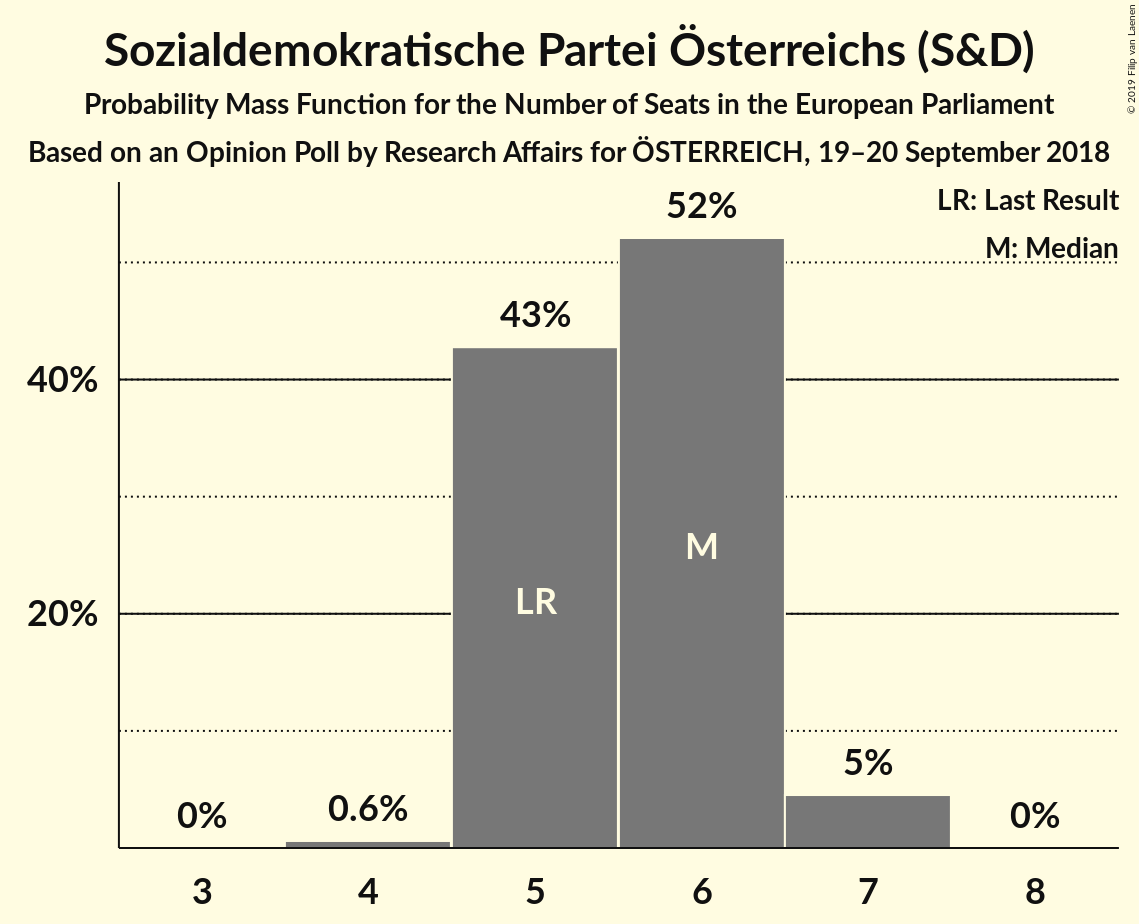 Sozialdemokratische Partei Österreichs (S&D)
Probability Mass Function for the Number of Seats in the European Parliament
Based on an Opinion Poll by Research Affairs for ÖSTERREICH, 19–20 September 2018
© 2019 Filip van Laenen
LR: Last Result
M: Median
52%
43%
40%
M
LR
20%
5%
0.6%
0%
0%
3 4 5 6 7 8